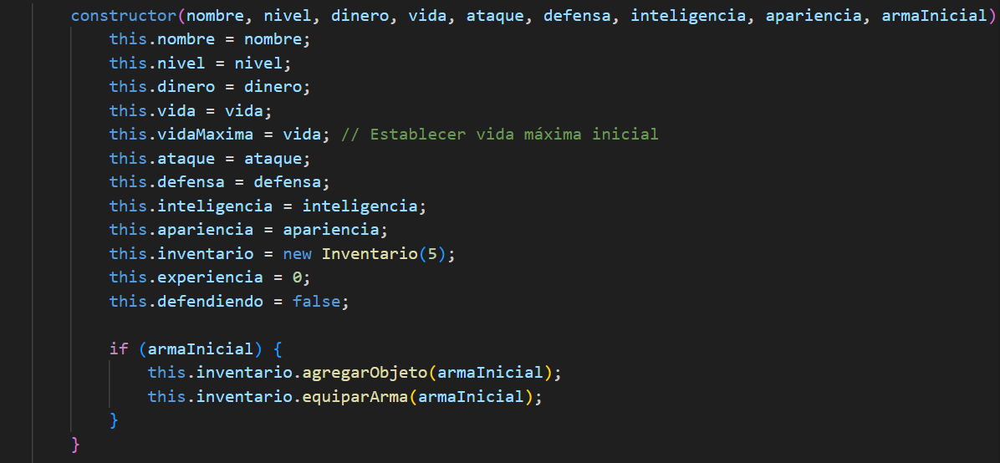 constructor(nombre, nivel, dinero, vida, ataque, defensa, inteligencia, apariencia, armaInicial)
this.nombre = nombre;
this.nivel = nivel;
this.dinero = dinero;
this.vida = vida;
this.vidaMaxima = vida; // Establecer vida máxima inicial
this.ataque = ataque;
this.defensa = defensa;
this.inteligencia = inteligencia;
this.apariencia = apariencia;
this.inventario = new Inventario(5);
this.experiencia = 0;
this.defendiendo = false;
if (armaInicial) {
this.inventario.agregarObjeto(armaInicial);
this.inventario.equiparArma(armaInicial);
}
}